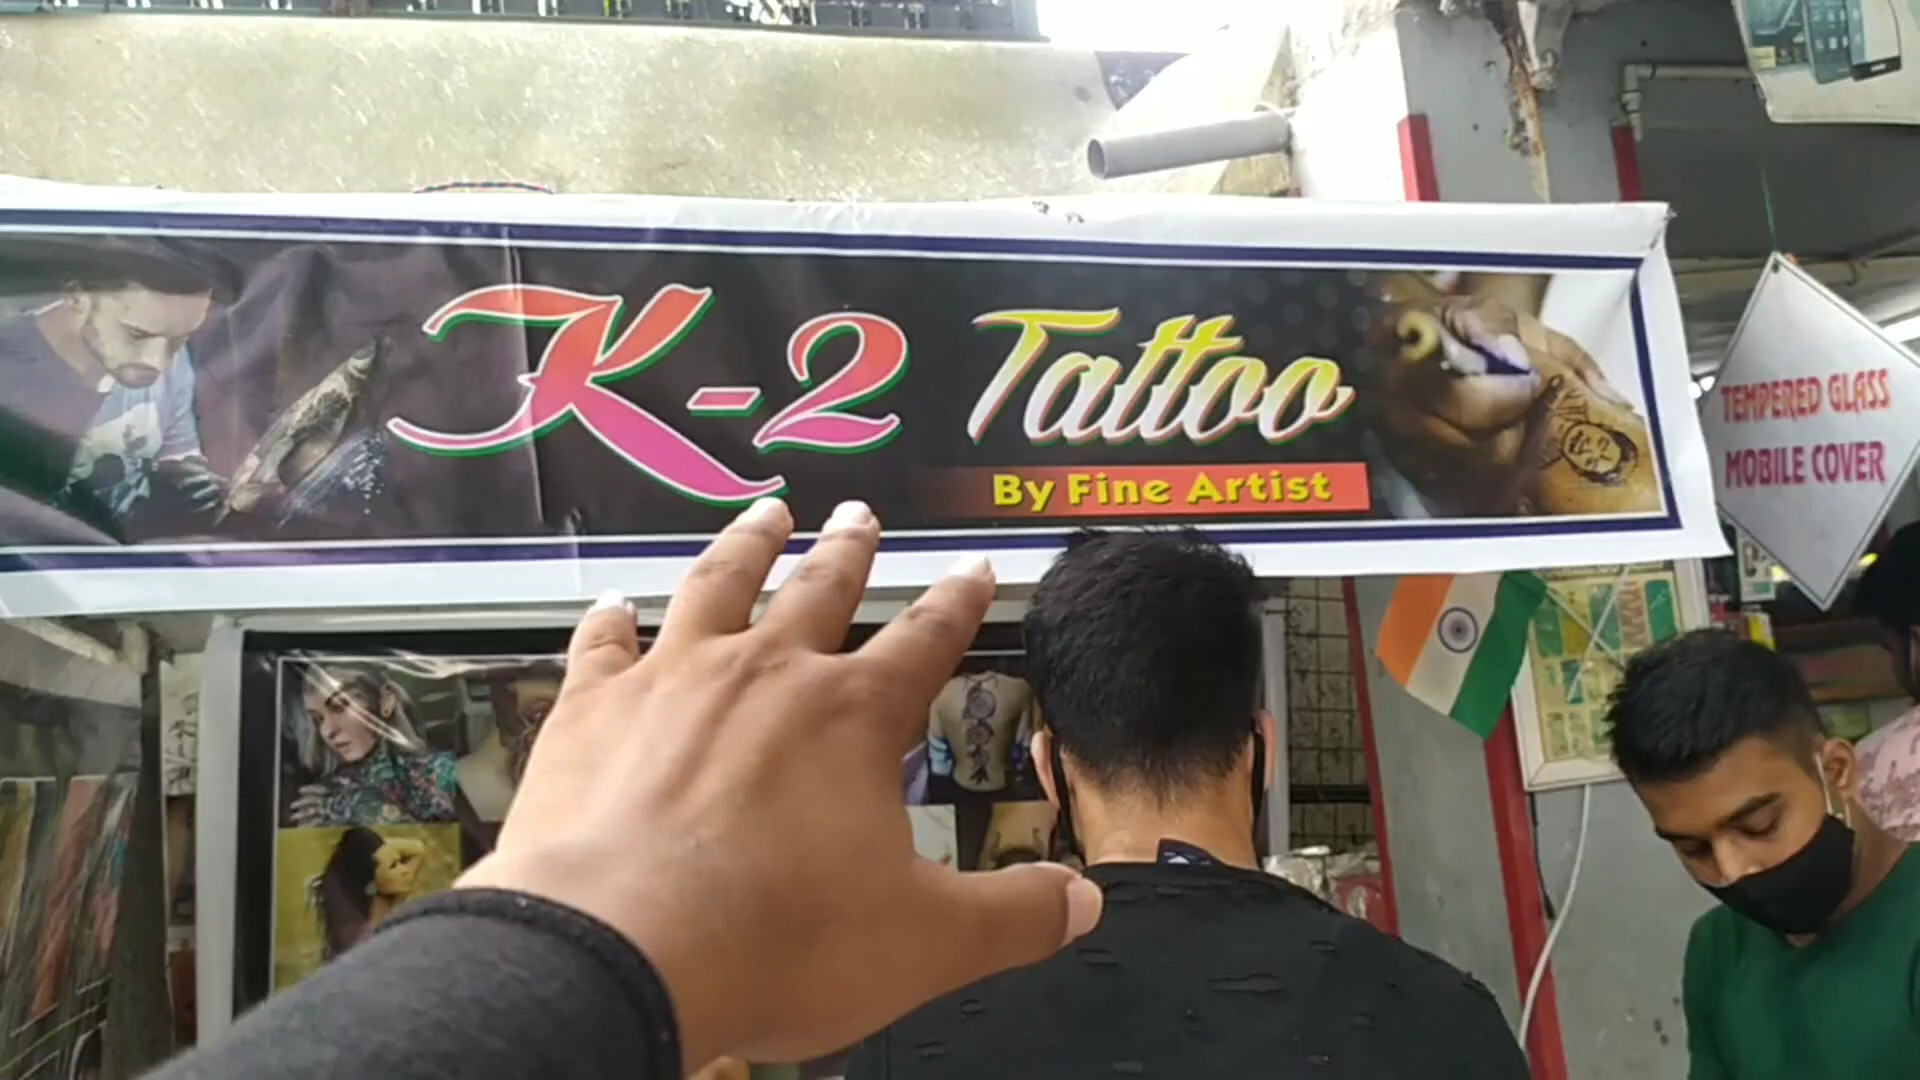 K-2 Tattoo
By Fine Artist
TEMPERED GLASS
MOBILE COVER